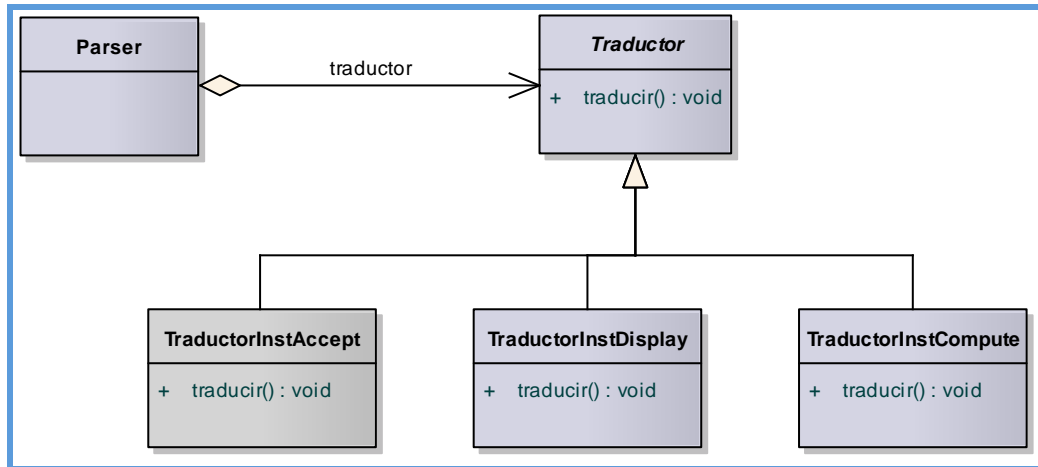 Parser
traductor
Traductor
+ traducir() : void
TraductorInstAccept
+ traducir() : void
TraductorInstDisplay
+ traducir() : void
TraductorInstCompute
+ traducir() : void